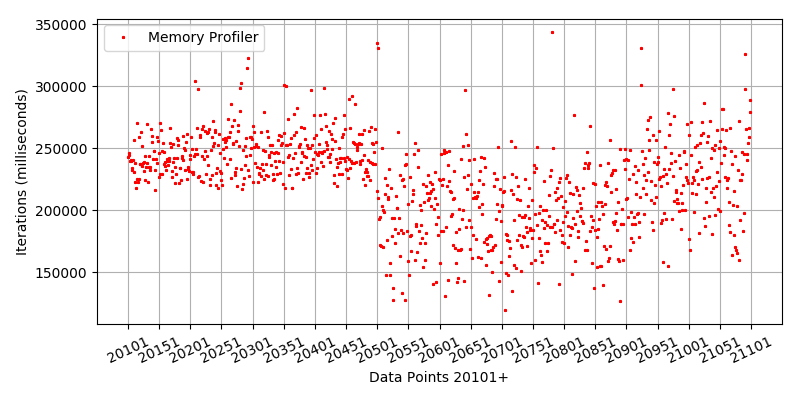 350000
Memory Profiler
300000
250000
200000
150000
Iterations (milliseconds)
20101 20151 20201 20251 20301 20351 20401 20451 20501 20551 20601 20651 20701 20751 20801 20851 20901 20951 21001 21051 21101
Data Points 20101+